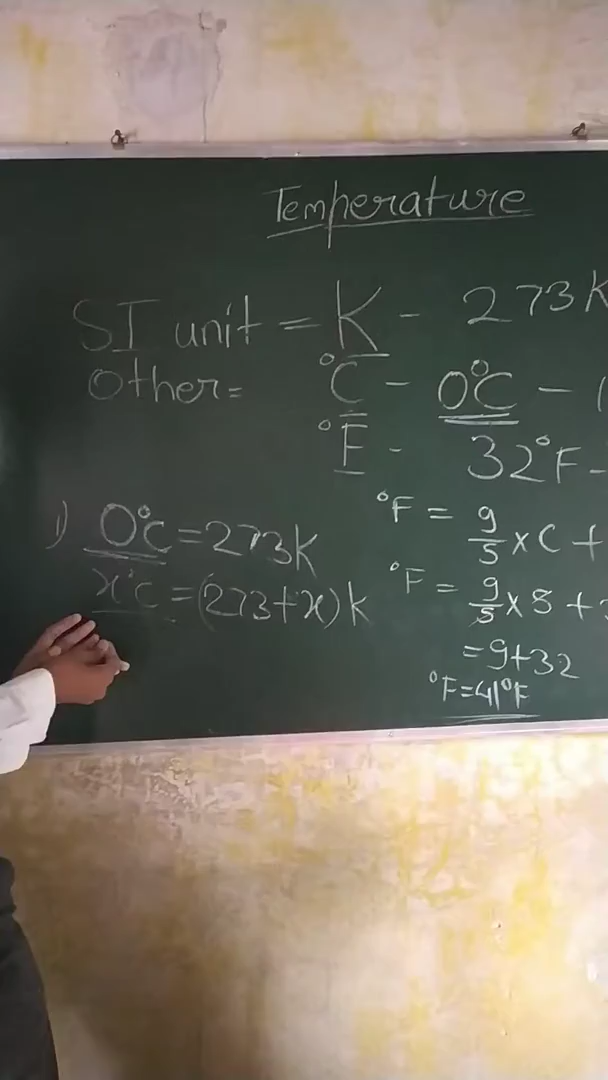 Temperature
SI unit = K - 273K
Other = °C - 0°C -
°F - 32°F -
1) 0°C = 273K
x°C = (273+x)k
°F = 9/5 x C +
°F = 9/5 x 5 +
= 9+32
°F = 41°F